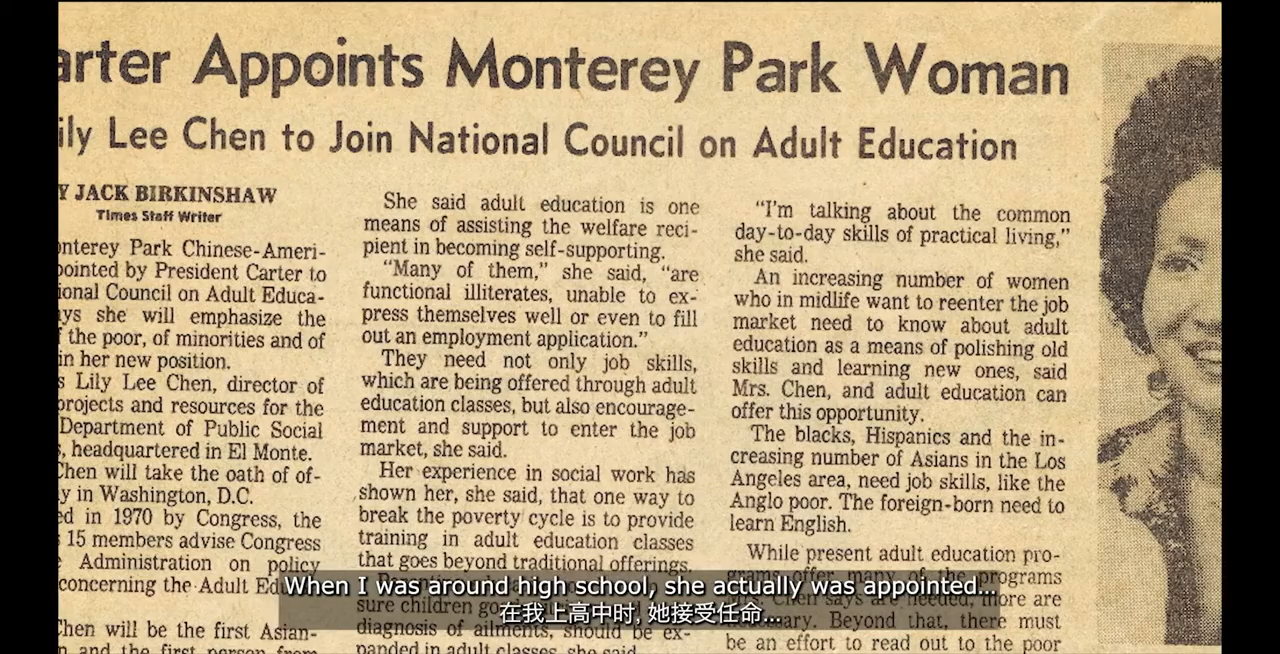 arter Appoints Monterey Park Woman
ily Lee Chen to Join National Council on Adult Education
Y JACK BIRKINSHAW
Times Staff Writer
onterey Park Chinese-Ameri-
pointed by President Carter to
ional Council on Adult Educa-
ys she will emphasize the
f the poor, of minorities and of
in her new position.
s Lily Lee Chen, director of
projects and resources for the
Department of Public Social
s, headquartered in El Monte.
Chen will take the oath of of-
y in Washington, D.C.
ed in 1970 by Congress, the
15 members advise Congress
e Administration on policy
concerning the Adult Ed
Chen will be the first Asian-
n and the first person from
She said adult education is one
means of assisting the welfare reci-
pient in becoming self-supporting.
“Many of them,” she said, “are
functional illiterates, unable to ex-
press themselves well or even to fill
out an employment application.”
They need not only job skills,
which are being offered through adult
education classes, but also encourage-
ment and support to enter the job
market, she said.
Her experience in social work has
shown her, she said, that one way to
break the poverty cycle is to provide
training in adult education classes
that goes beyond traditional offerings.
sure children go
diagnosis of ailments, should be ex-
panded in adult classes, she said.
“I'm talking about the common
day-to-day skills of practical living,”
she said.
An increasing number of women
who in midlife want to reenter the job
market need to know about adult
education as a means of polishing old
skills and learning new ones, said
Mrs. Chen, and adult education can
offer this opportunity.
The blacks, Hispanics and the in-
creasing number of Asians in the Los
Angeles area, need job skills, like the
Anglo poor. The foreign-born need to
learn English.
While present adult education pro-
grams offer many of the programs
Mrs. Chen says are needed, more are
necessary. Beyond that, there must
be an effort to read out to the poor
When I was around high school, she actually was appointed...
在我上高中时, 她接受任命...